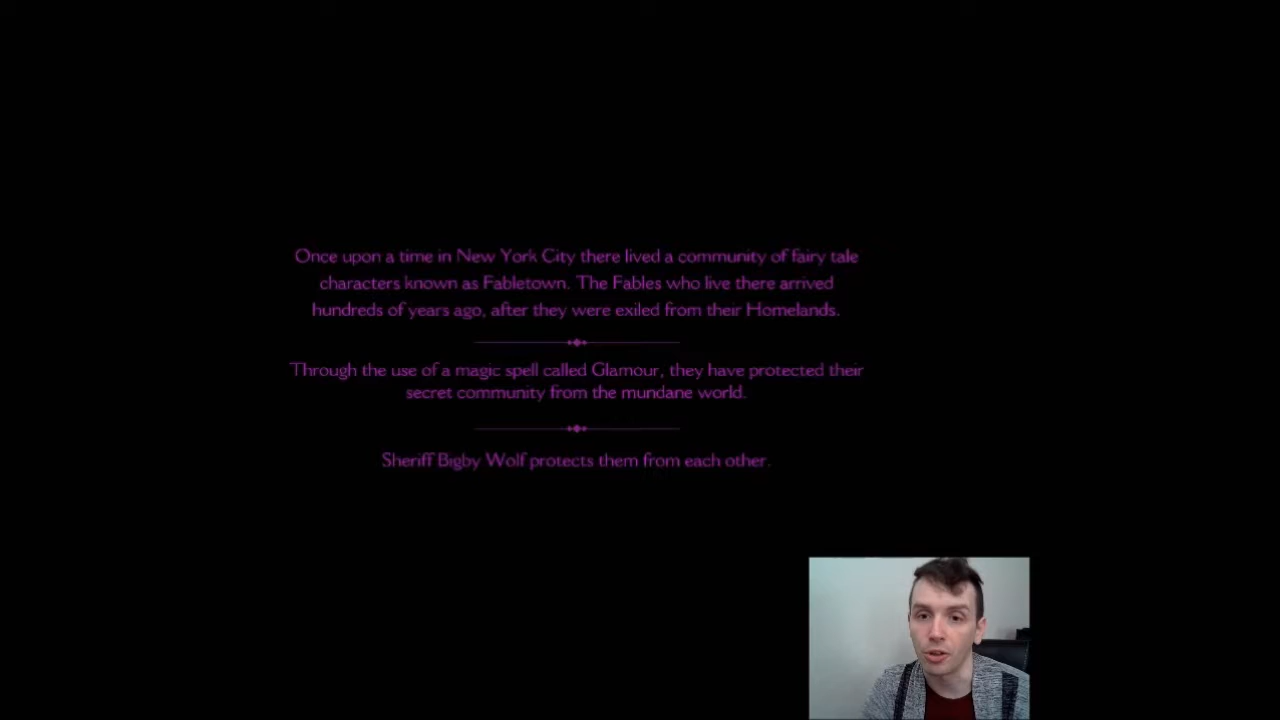 Once upon a time in New York City there lived a community of fairy tale
characters known as Fabletown. The Fables who live there arrived
hundreds of years ago, after they were exiled from their Homelands.
Through the use of a magic spell called Glamour, they have protected their
secret community from the mundane world.
Sheriff Bigby Wolf protects them from each other.